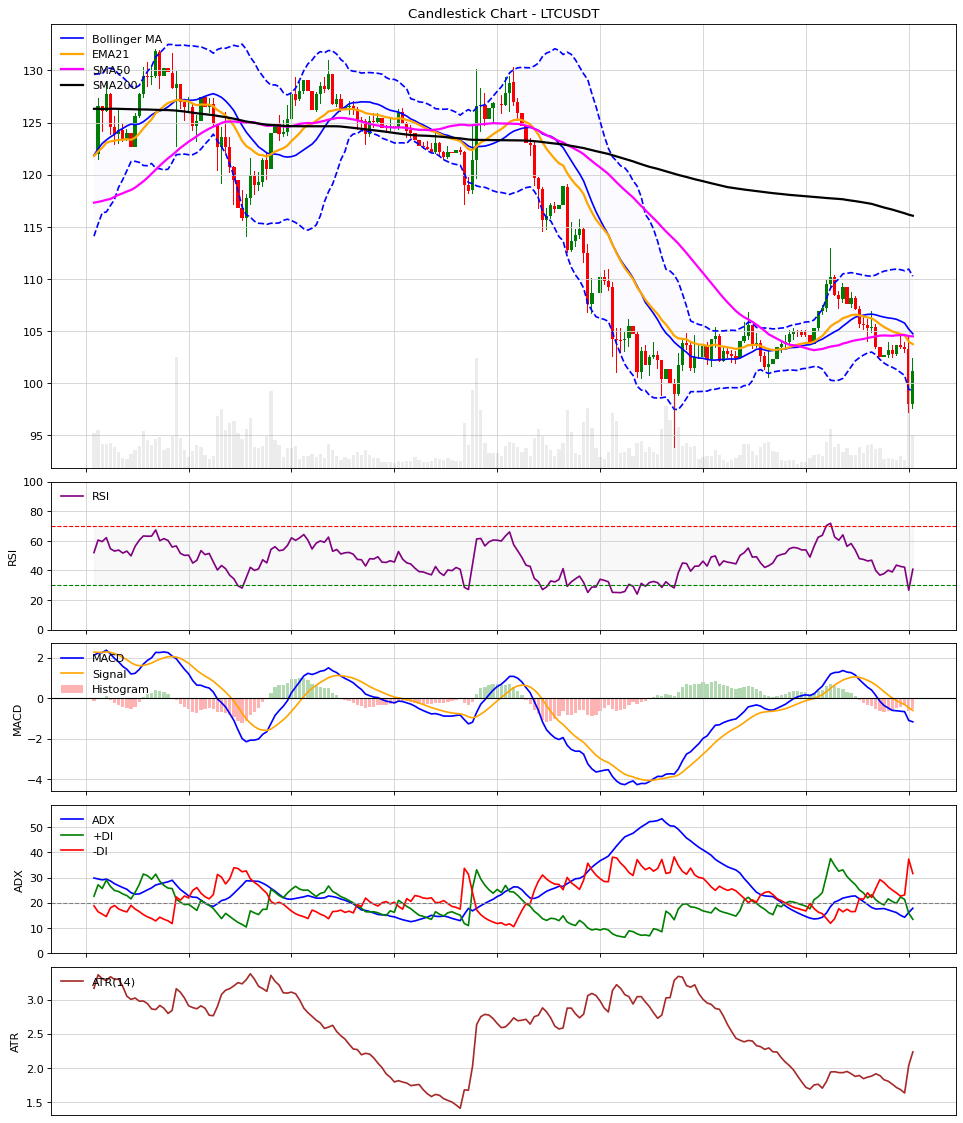 Candlestick Chart - LTCUSDT
Bollinger MA
EMA21
SMA50
SMA200
130
125
120
115
110
105
100
95
RSI
RSI
100
80
60
40
20
0
MACD
Signal
Histogram
MACD
2
0
−2
−4
ADX
+DI
-DI
ADX
50
40
30
20
10
0
ATR(14)
ATR
3.0
2.5
2.0
1.5